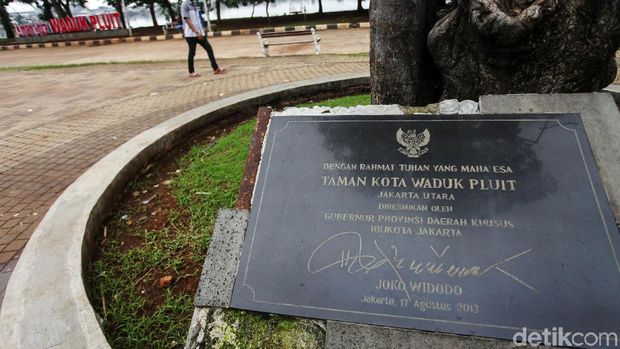 WADUK PLUIT
DENGAN RAHMAT TUHAN YANG MAHA ESA
TAMAN KOTA WADUK PLUIT
JAKARTA UTARA
DIRESMIKAN OLEH
GUBERNUR PROVINSI DAERAH KHUSUS
IBUKOTA JAKARTA
JOKO WIDODO
Jakarta, 17 Agustus 2013
detikcom